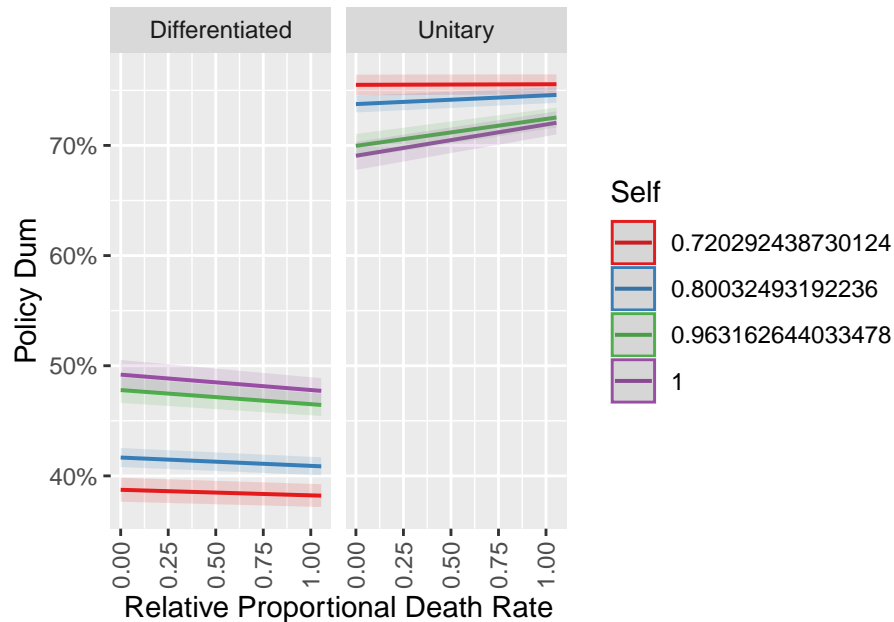 Differentiated
Unitary
Policy Dum
70%
60%
50%
40%
0.00 0.25 0.50 0.75 1.00
0.00 0.25 0.50 0.75 1.00
Relative Proportional Death Rate
Self
0.720292438730124
0.80032493192236
0.963162644033478
1